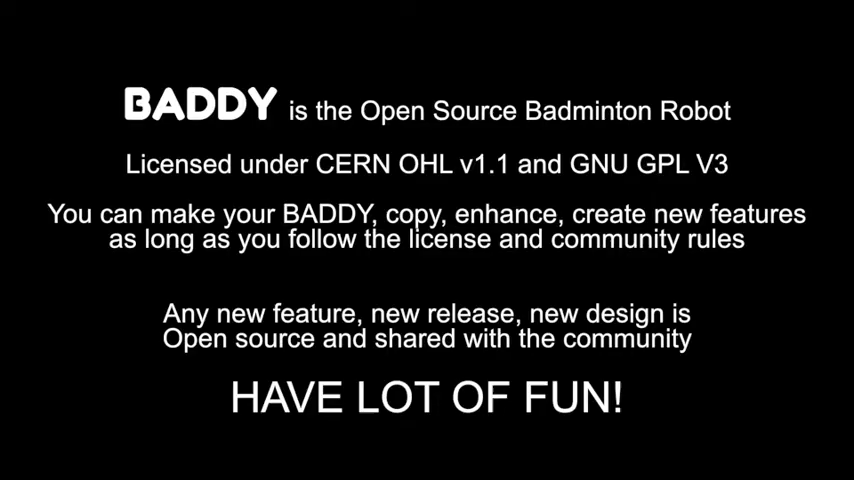 BADDY is the Open Source Badminton Robot
Licensed under CERN OHL v1.1 and GNU GPL V3
You can make your BADDY, copy, enhance, create new features
as long as you follow the license and community rules
Any new feature, new release, new design is
Open source and shared with the community
HAVE LOT OF FUN!